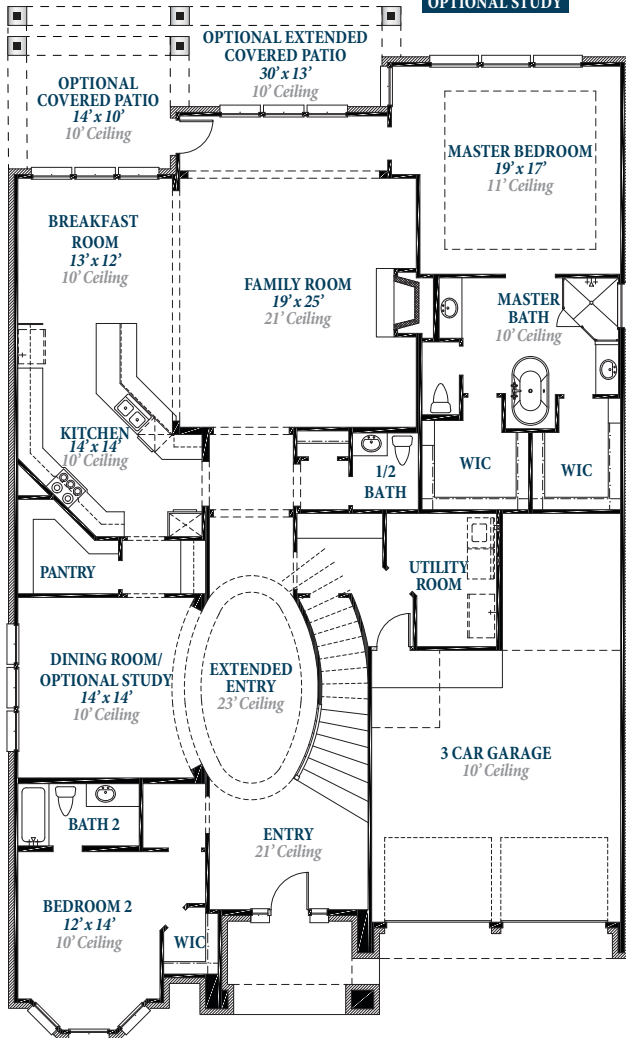 OPTIONAL STUDY
OPTIONAL EXTENDED
COVERED PATIO
30' x 13'
10' Ceiling
OPTIONAL
COVERED PATIO
14' x 10'
10' Ceiling
MASTER BEDROOM
19' x 17'
11' Ceiling
BREAKFAST
ROOM
13' x 12'
10' Ceiling
FAMILY ROOM
19' x 25'
21' Ceiling
MASTER
BATH
10' Ceiling
KITCHEN
14' x 14'
10' Ceiling
1/2
BATH
WIC
WIC
PANTRY
UTILITY
ROOM
DINING ROOM/
OPTIONAL STUDY
14' x 14'
10' Ceiling
EXTENDED
ENTRY
23' Ceiling
3 CAR GARAGE
10' Ceiling
BATH 2
ENTRY
21' Ceiling
BEDROOM 2
12' x 14'
10' Ceiling
WIC